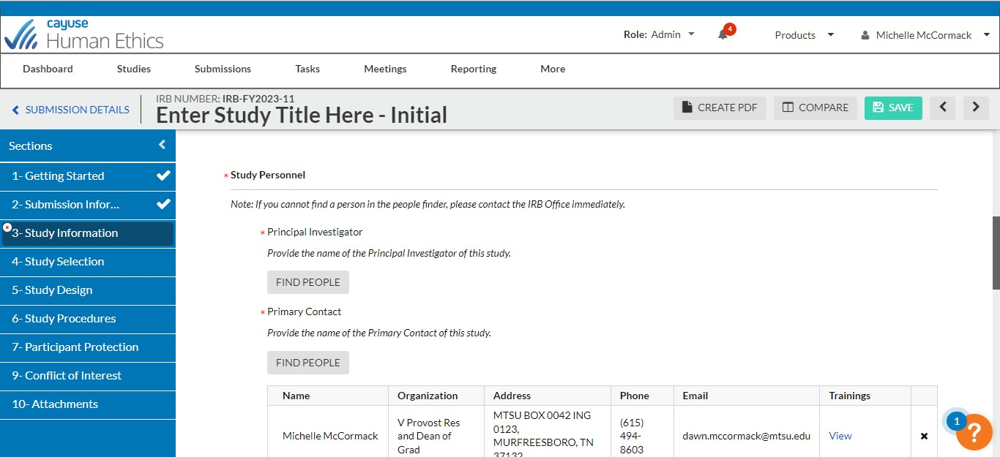 cayuse
Human Ethics
Role: Admin
4
Products
Michelle McCormack
Dashboard
Studies
Submissions
Tasks
Meetings
Reporting
More
SUBMISSION DETAILS
IRB NUMBER: IRB-FY2023-11
Enter Study Title Here - Initial
CREATE PDF
COMPARE
SAVE
Sections
1- Getting Started
2- Submission Infor...
* 3- Study Information
4- Study Selection
5- Study Design
6- Study Procedures
7- Participant Protection
9- Conflict of Interest
10- Attachments
* Study Personnel
Note: If you cannot find a person in the people finder, please contact the IRB Office immediately.
* Principal Investigator
Provide the name of the Principal Investigator of this study.
FIND PEOPLE
* Primary Contact
Provide the name of the Primary Contact of this study.
FIND PEOPLE
Name Organization Address Phone Email Trainings
Michelle McCormack
V Provost Res
and Dean of
Grad
MTSU BOX 0042 ING
0123,
MURFREESBORO, TN
37132
(615)
494-
8603
dawn.mccormack@mtsu.edu
View
1
?